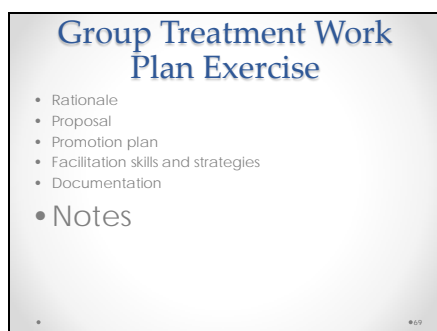 Group Treatment Work
Plan Exercise
• Rationale
• Proposal
• Promotion plan
• Facilitation skills and strategies
• Documentation
• Notes
• •69